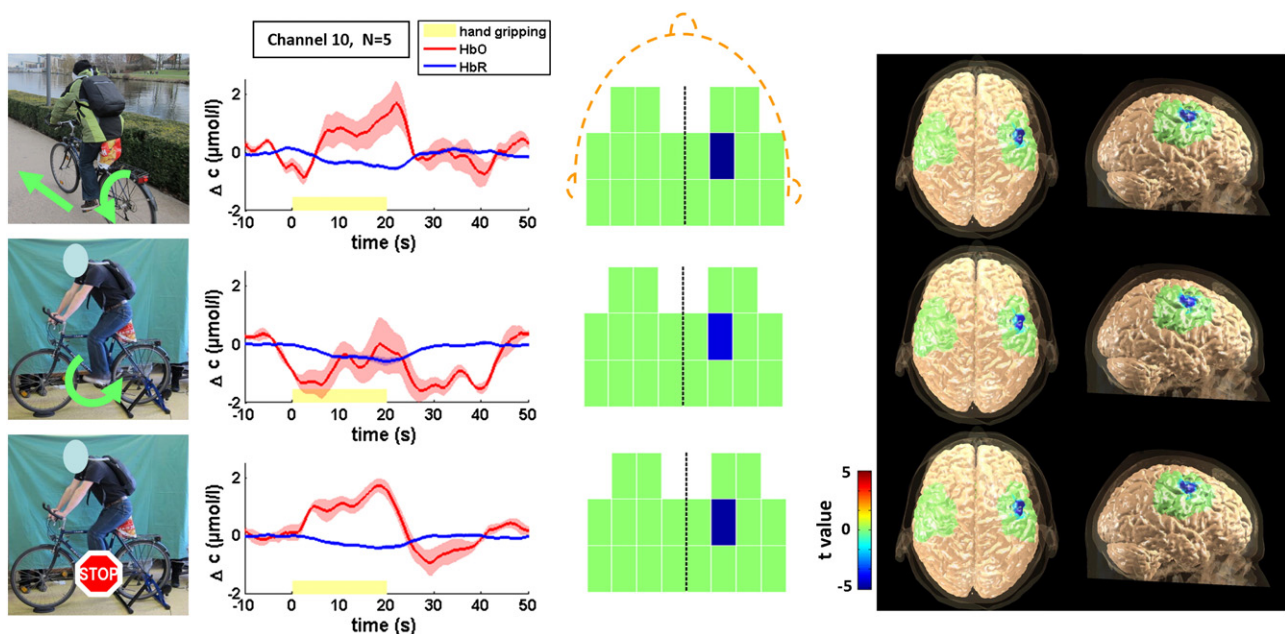 Channel 10, N=5
hand gripping
HbO
HbR
Δ c (µmol/l)
2
0
-2
-10 0 10 20 30 40 50
time (s)
Δ c (µmol/l)
2
0
-2
-10 0 10 20 30 40 50
time (s)
STOP
Δ c (µmol/l)
2
0
-2
-10 0 10 20 30 40 50
time (s)
t value
5
0
-5